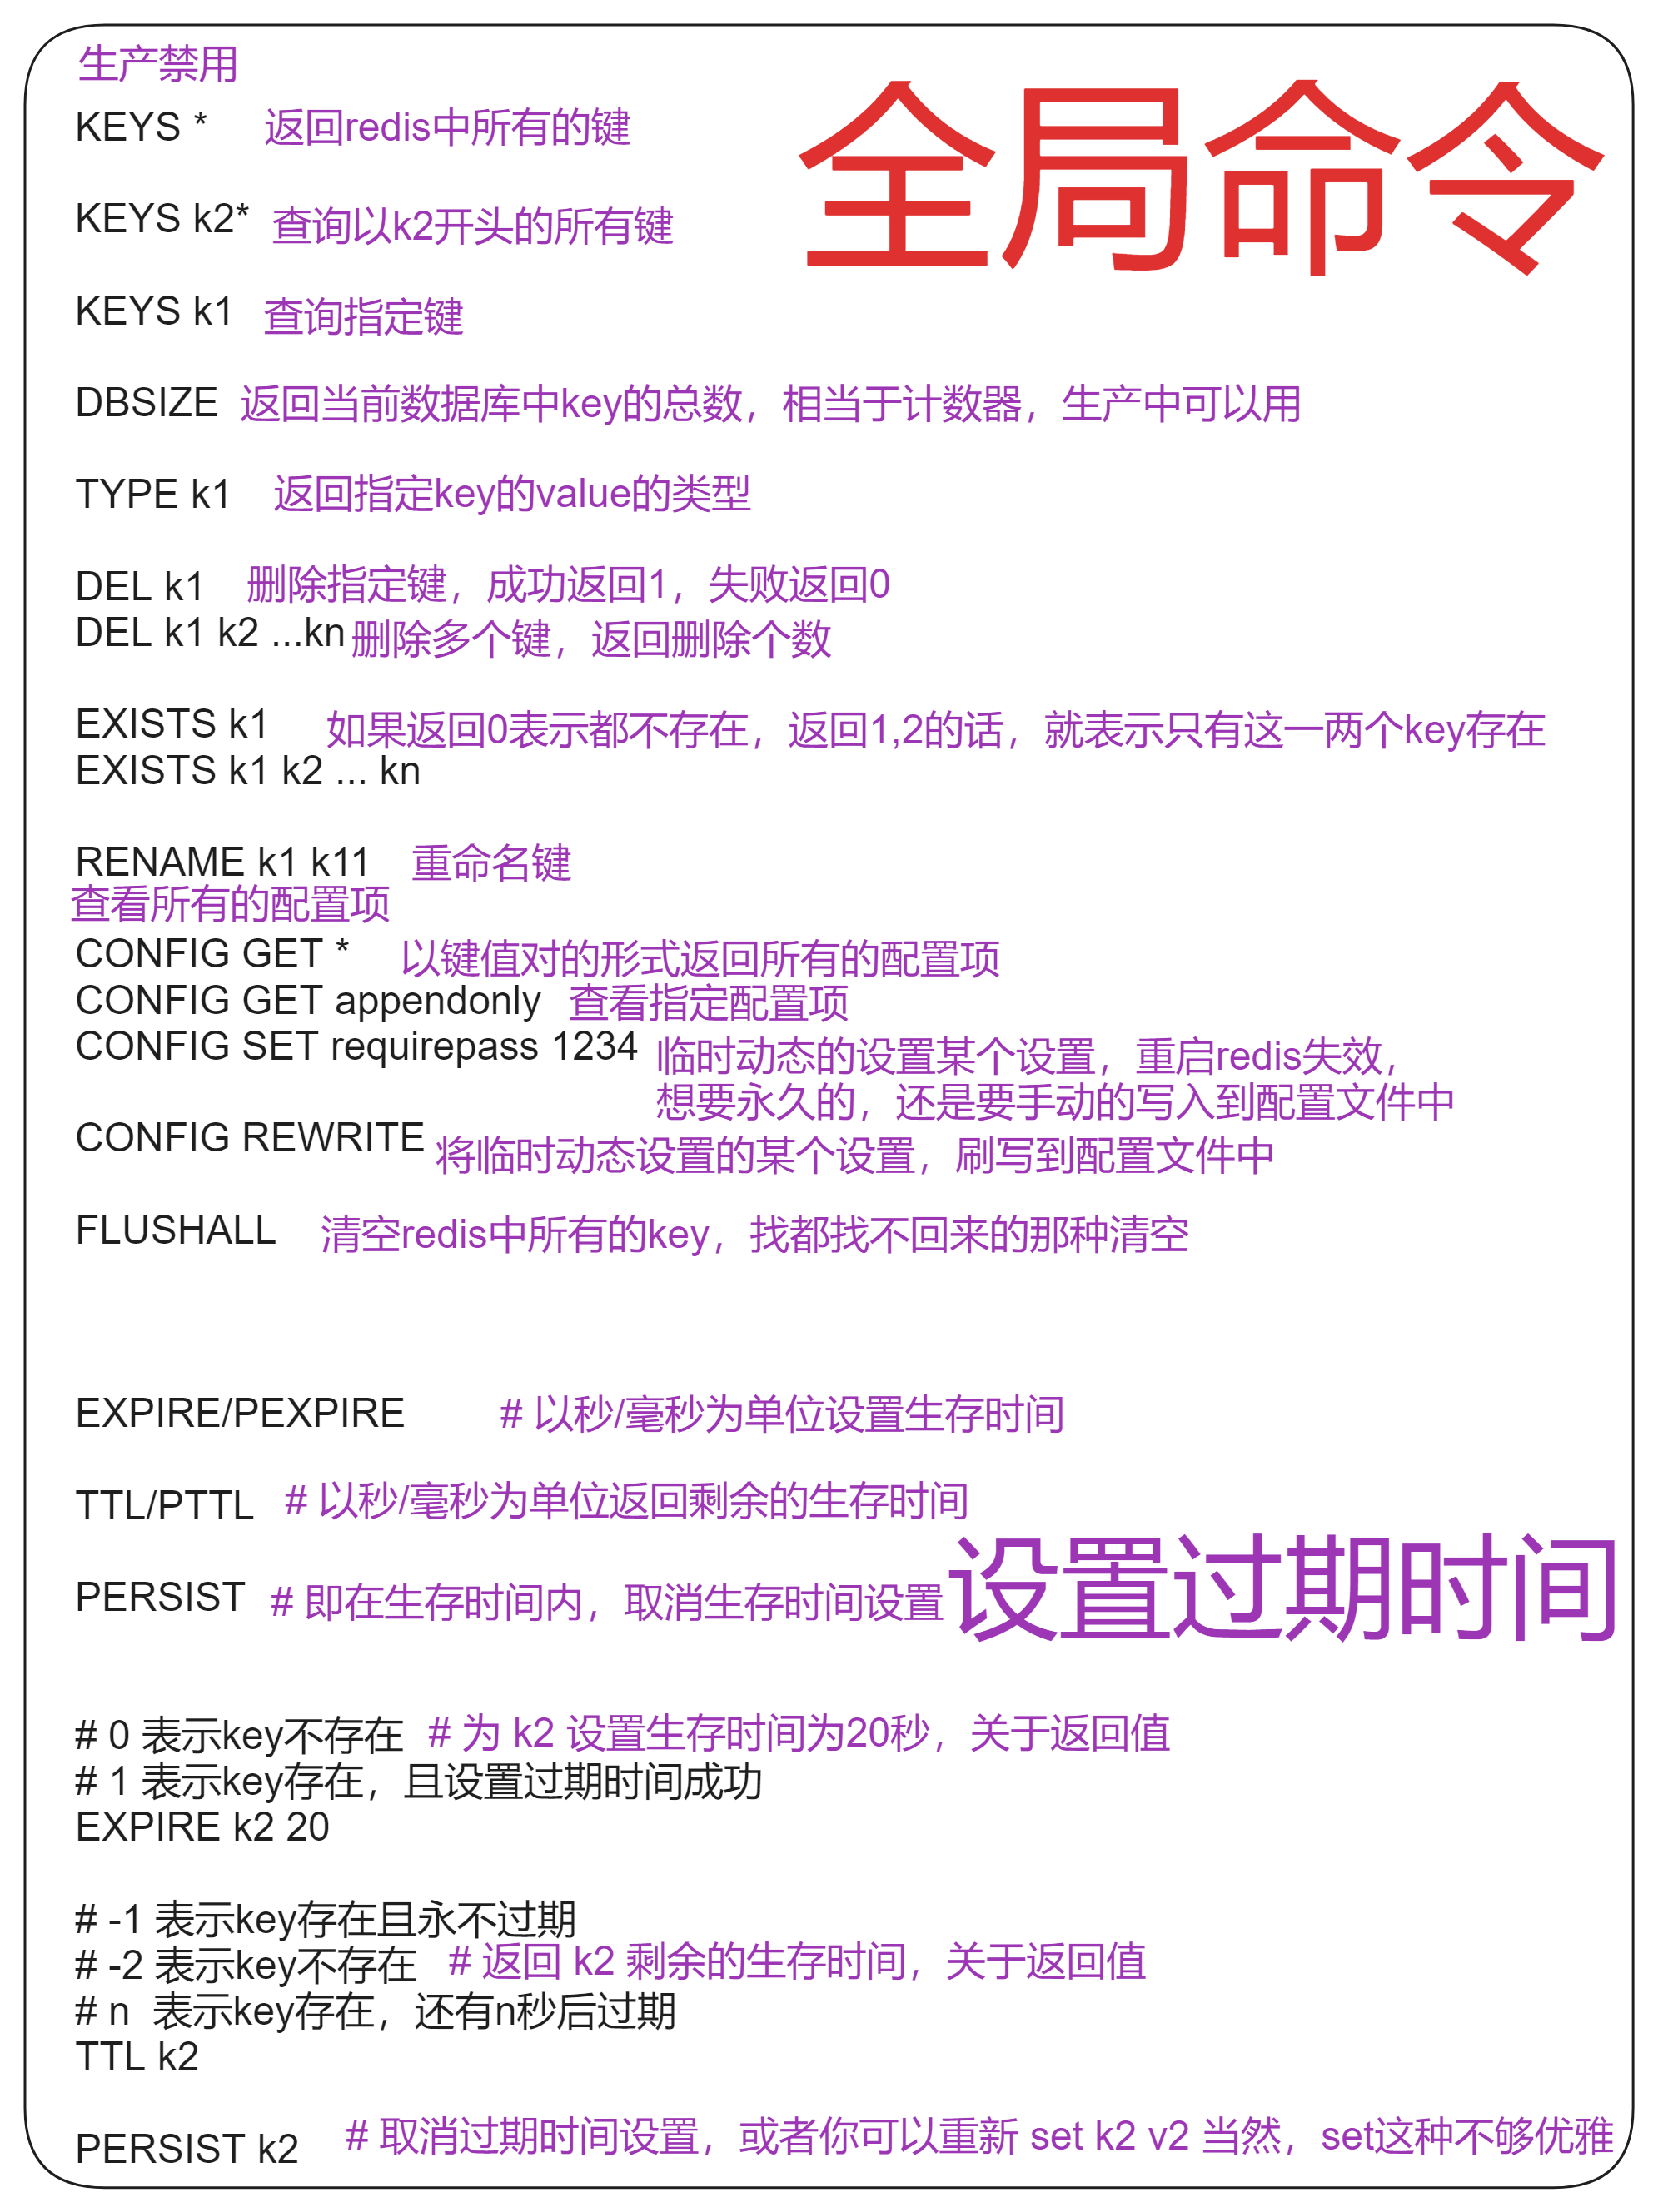 生产禁用
全局命令
KEYS * 返回redis中所有的键
KEYS k2* 查询以k2开头的所有键
KEYS k1 查询指定键
DBSIZE 返回当前数据库中key的总数，相当于计数器，生产中可以用
TYPE k1 返回指定key的value的类型
DEL k1 删除指定键，成功返回1，失败返回0
DEL k1 k2 ...kn 删除多个键，返回删除个数
EXISTS k1 如果返回0表示都不存在，返回1,2的话，就表示只有这一两个key存在
EXISTS k1 k2 ... kn
RENAME k1 k11 重命名键
查看所有的配置项
CONFIG GET * 以键值对的形式返回所有的配置项
CONFIG GET appendonly 查看指定配置项
CONFIG SET requirepass 1234 临时动态的设置某个设置，重启redis失效，
想要永久的，还是要手动的写入到配置文件中
CONFIG REWRITE 将临时动态设置的某个设置，刷写到配置文件中
FLUSHALL 清空redis中所有的key，找都找不回来的那种清空
EXPIRE/PEXPIRE # 以秒/毫秒为单位设置生存时间
TTL/PTTL # 以秒/毫秒为单位返回剩余的生存时间
PERSIST # 即在生存时间内，取消生存时间设置
设置过期时间
# 0 表示key不存在 # 为 k2 设置生存时间为20秒，关于返回值
# 1 表示key存在，且设置过期时间成功
EXPIRE k2 20
# -1 表示key存在且永不过期
# -2 表示key不存在 # 返回 k2 剩余的生存时间，关于返回值
# n 表示key存在，还有n秒后过期
TTL k2
PERSIST k2 # 取消过期时间设置，或者你可以重新 set k2 v2 当然，set这种不够优雅